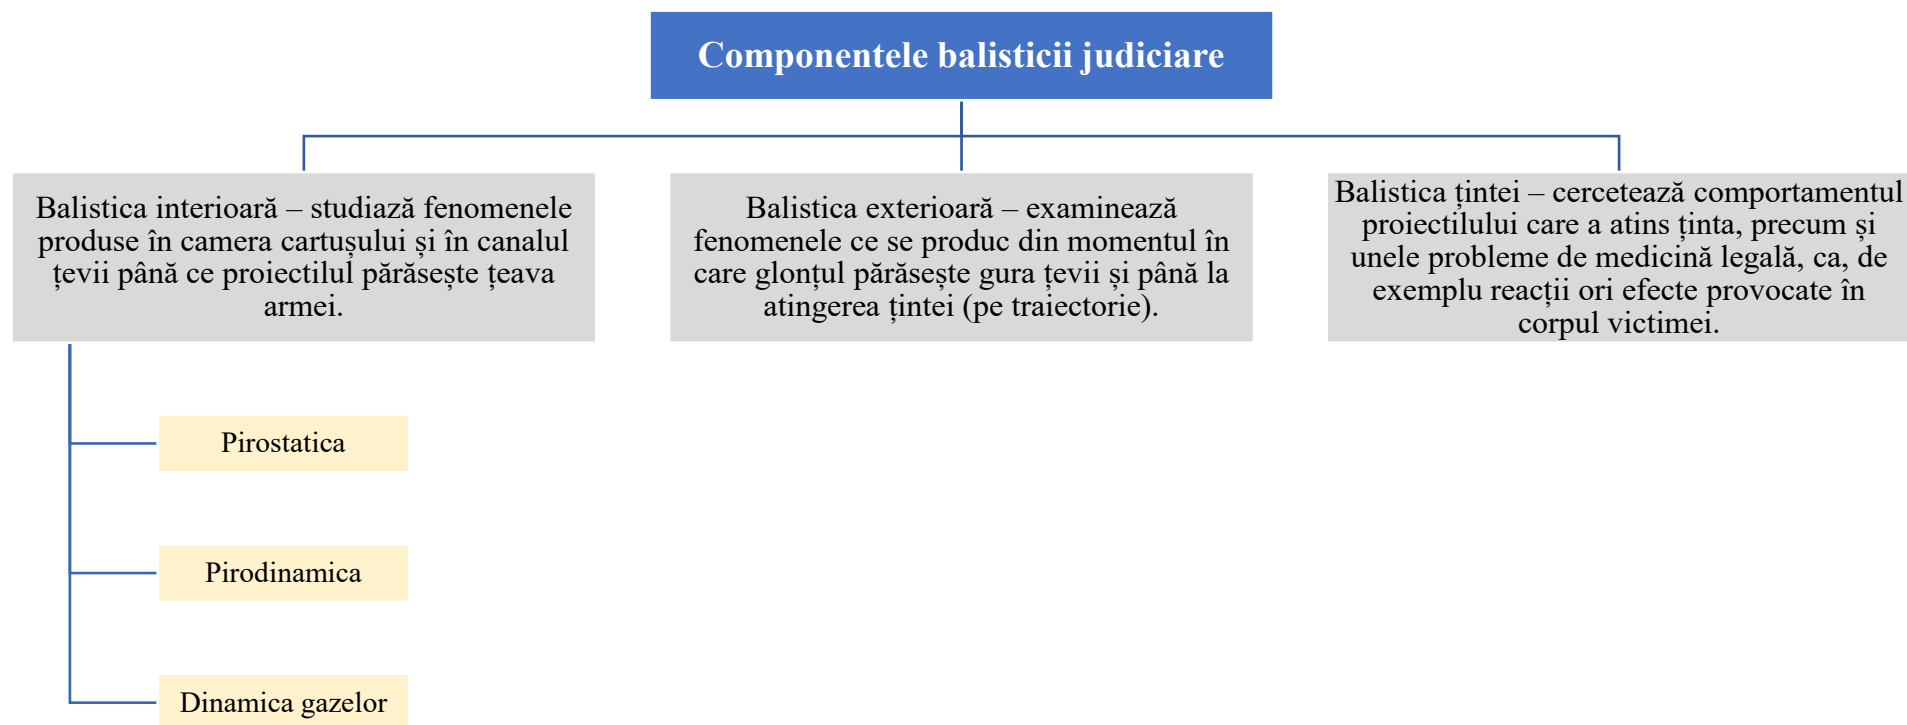 Componentele balisticii judiciare
Balistica interioară – studiază fenomenele
produse în camera cartușului și în canalul
țevii până ce proiectilul părăsește țeava
armei.
Balistica exterioară – examinează
fenomenele ce se produc din momentul în
care glonțul părăsește gura țevii și până la
atingerea țintei (pe traiectorie).
Balistica țintei – cercetează comportamentul
proiectilului care a atins ținta, precum și
unele probleme de medicină legală, ca, de
exemplu reacții ori efecte provocate în
corpul victimei.
Pirostatica
Pirodinamica
Dinamica gazelor